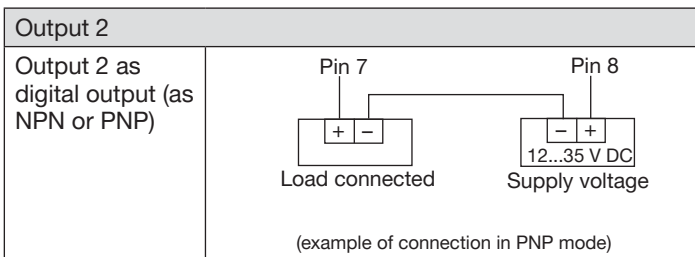 Output 2
Output 2 as
digital output (as
NPN or PNP)
Pin 7
Pin 8
+ −
− +
12...35 V DC
Load connected
Supply voltage
(example of connection in PNP mode)